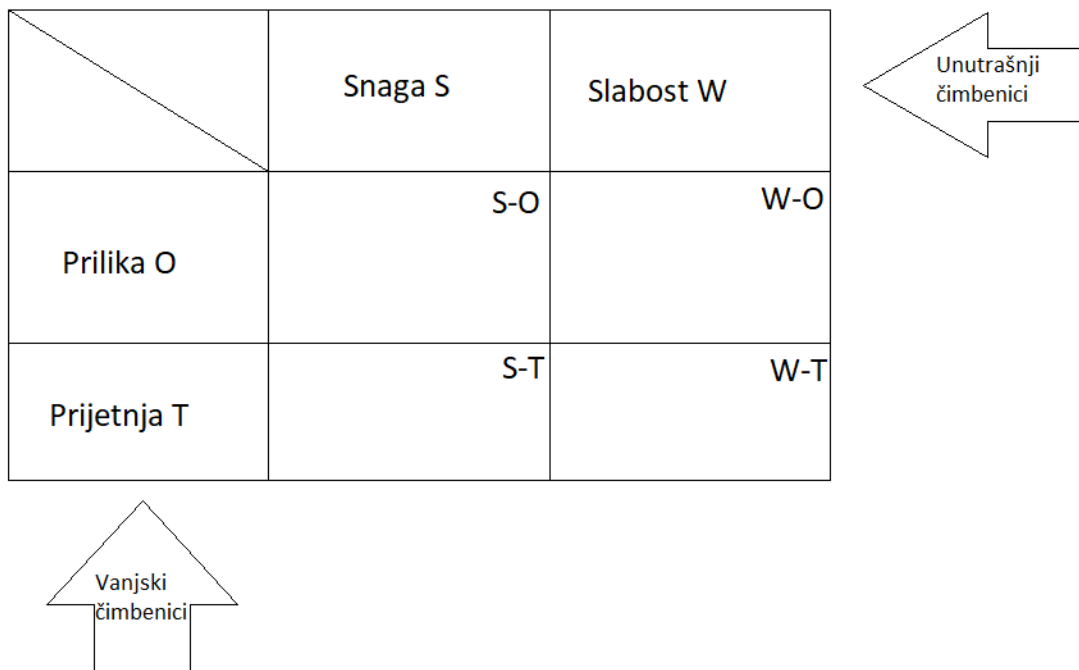 Snaga S
Slabost W
Unutrašnji
čimbenici
S-O
W-O
Prilika O
S-T
W-T
Prijetnja T
Vanjski
čimbenici